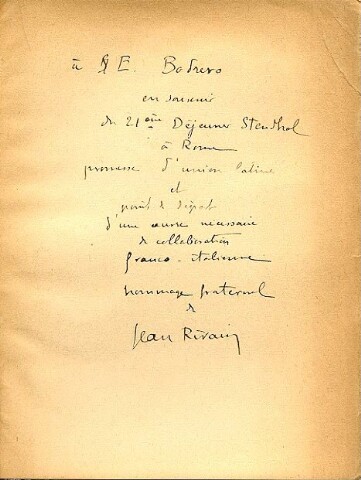 à S E. Bodrero
en souvenir
du 21ème Déjeuner Stendhal
à Rome
promesse d'union latine
et
point de départ
d'une œuvre nécessaire
de collaboration
franco-italienne
hommage fraternel
de
Jean Rivain